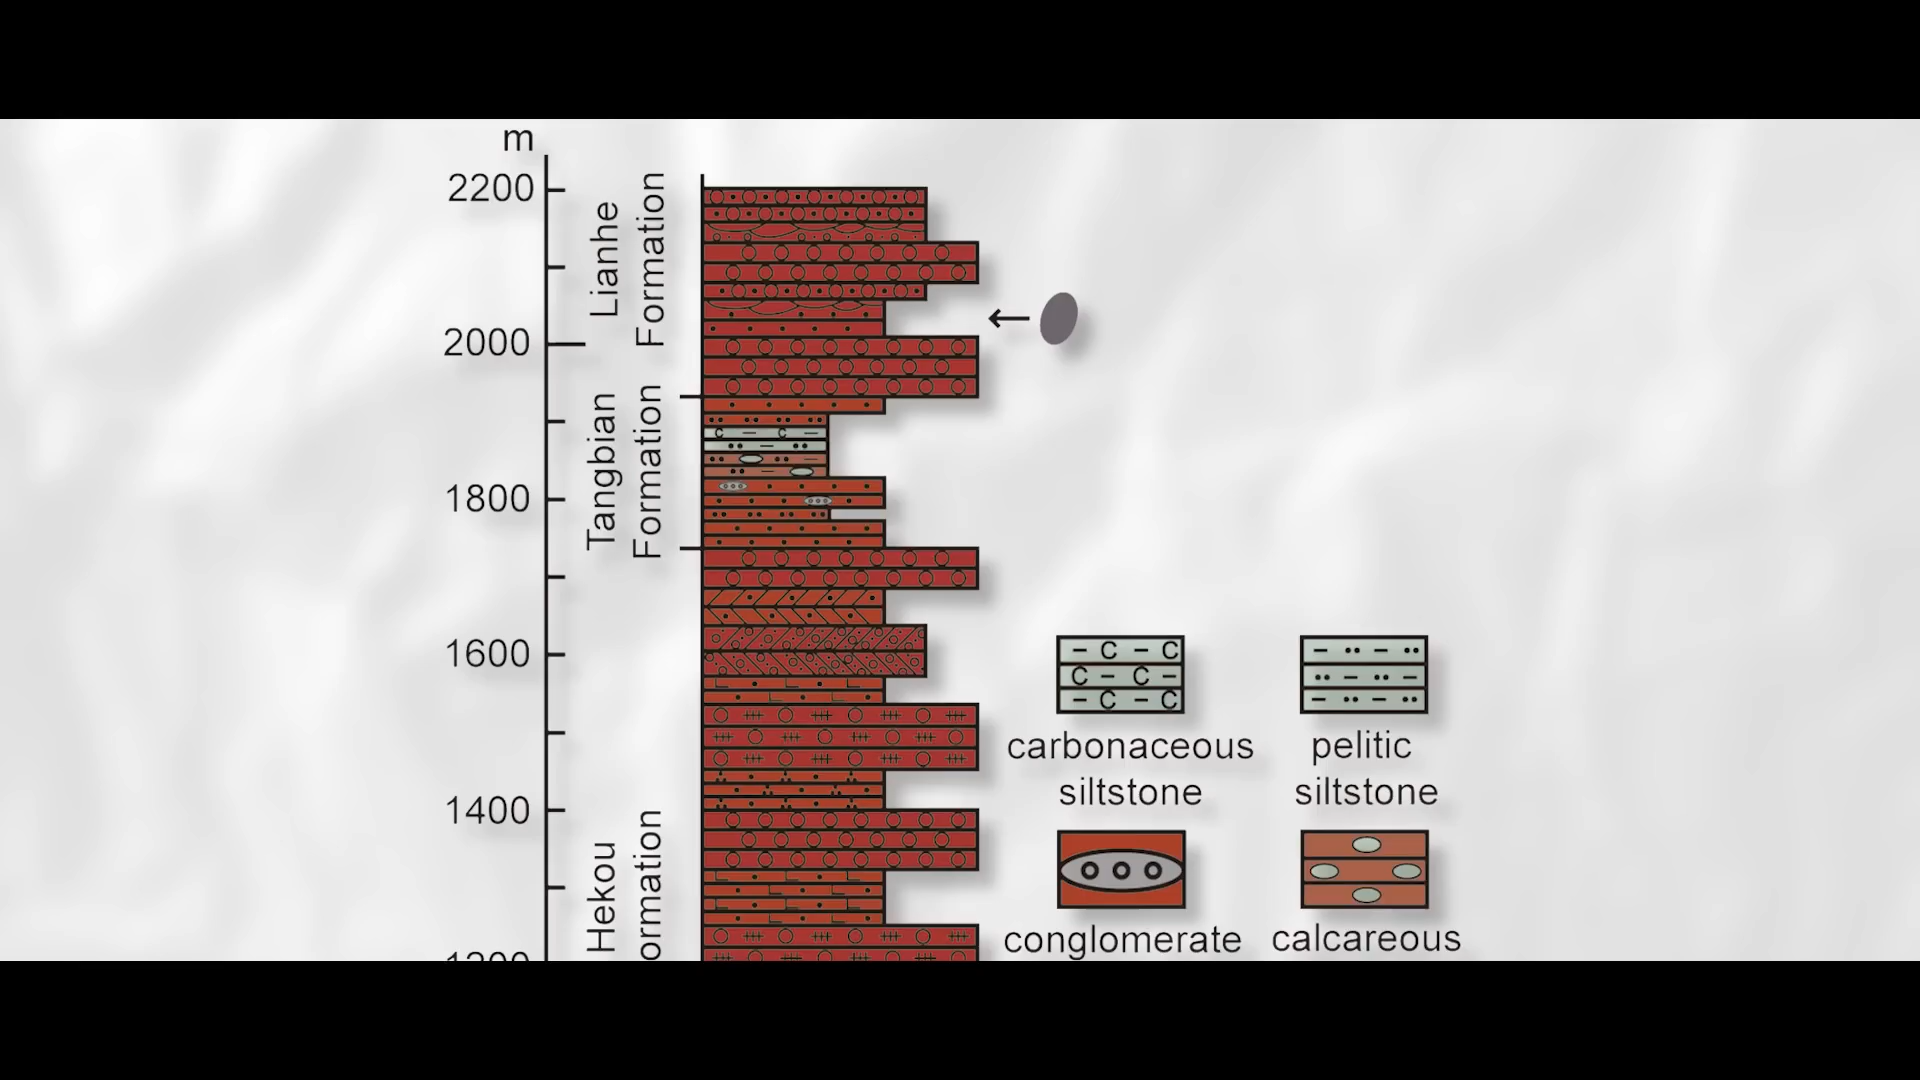 m
2200
2000
1800
1600
1400
Lianhe
Formation
Tangbian
Formation
Hekou
ormation
carbonaceous
siltstone
pelitic
siltstone
conglomerate
calcareous